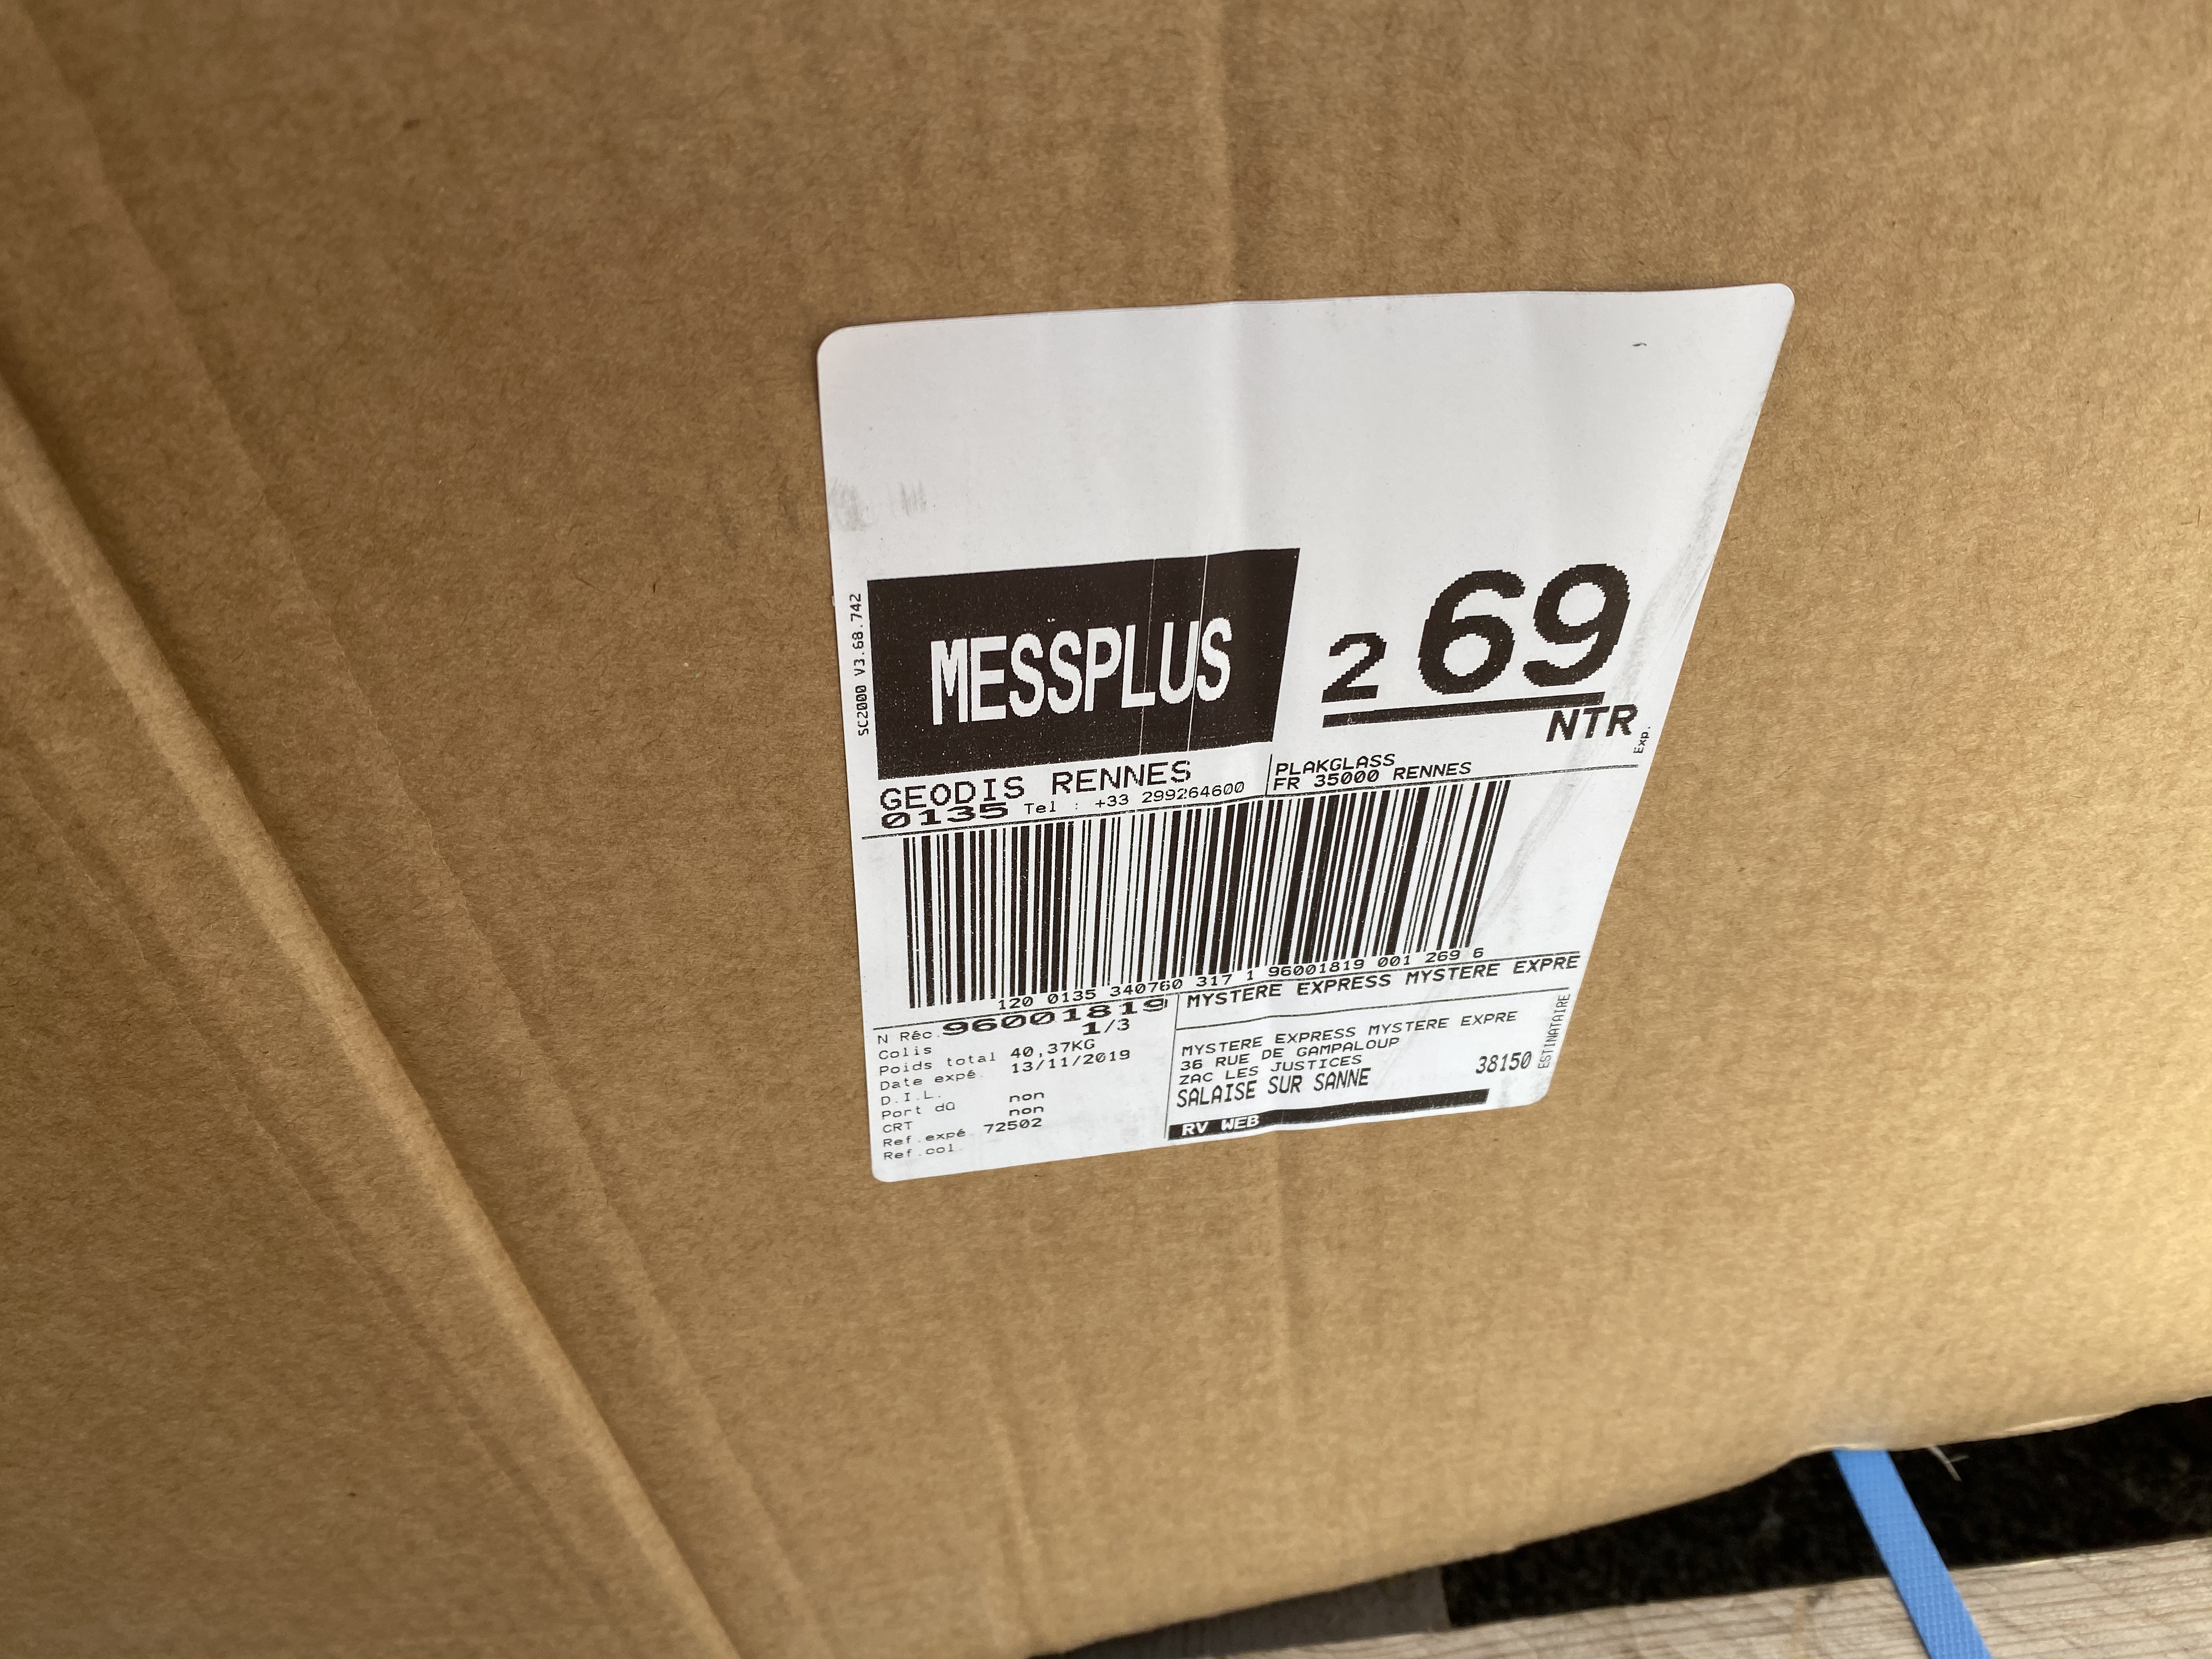 SC2000 V3.68.742
MESSPLUS
2 69
NTR
GEODIS RENNES
0135 Tel : +33 299264600
PLAKGLASS
FR 35000 RENNES
Exp.
120 0135 340760 317 1 96001819 001 269 6
N Réc. 96001819
Colis 1/3
Poids total 40,37KG
Date expé. 13/11/2019
D.I.L.
Port dû non
CRT non
Ref.expé. 72502
Ref.col.
MYSTERE EXPRESS MYSTERE EXPRE
MYSTERE EXPRESS MYSTERE EXPRE
36 RUE DE GAMPALOUP
ZAC LES JUSTICES
SALAISE SUR SANNE 38150
ESTINATAIRE
RV WEB